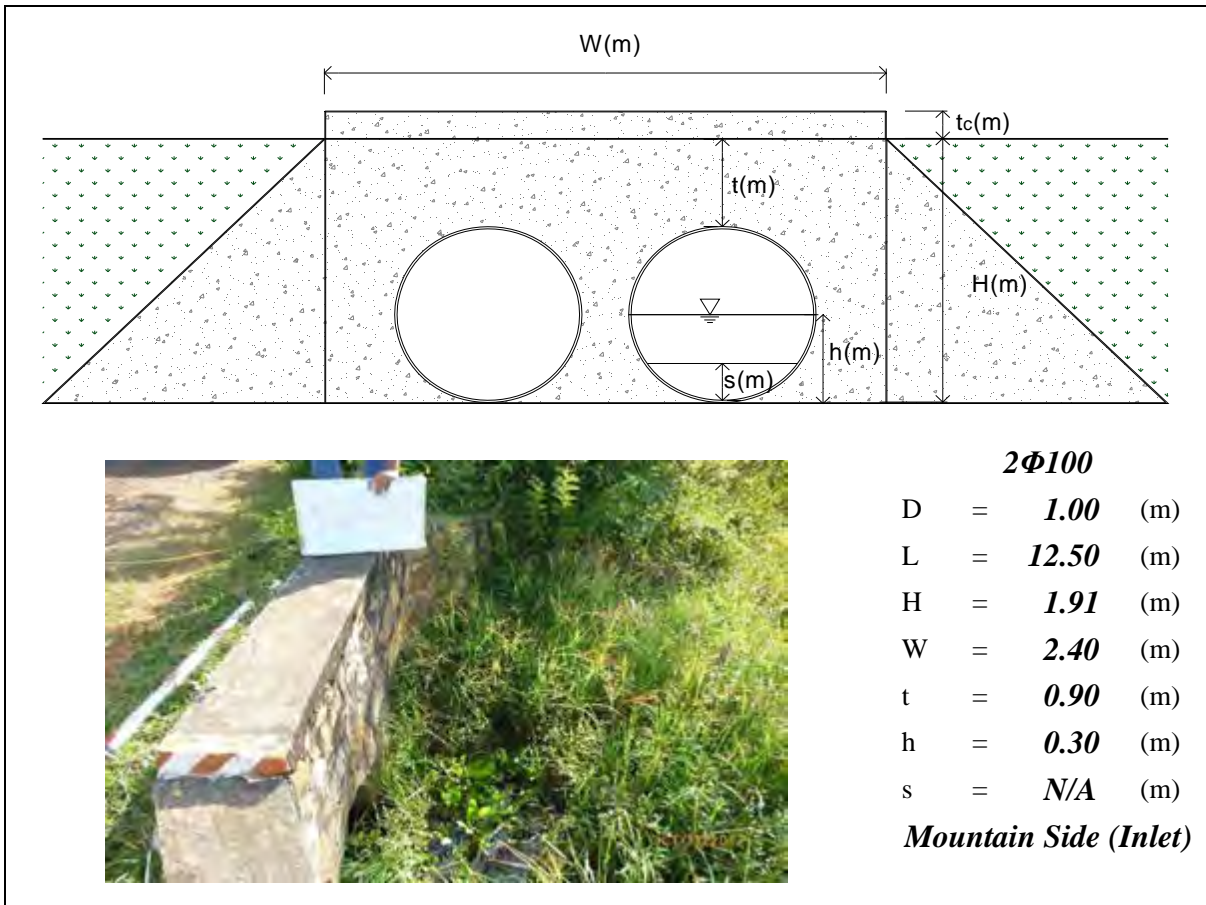 W(m)
tc(m)
t(m)
H(m)
h(m)
s(m)
2Φ100
D = 1.00 (m)
L = 12.50 (m)
H = 1.91 (m)
W = 2.40 (m)
t = 0.90 (m)
h = 0.30 (m)
s = N/A (m)
Mountain Side (Inlet)